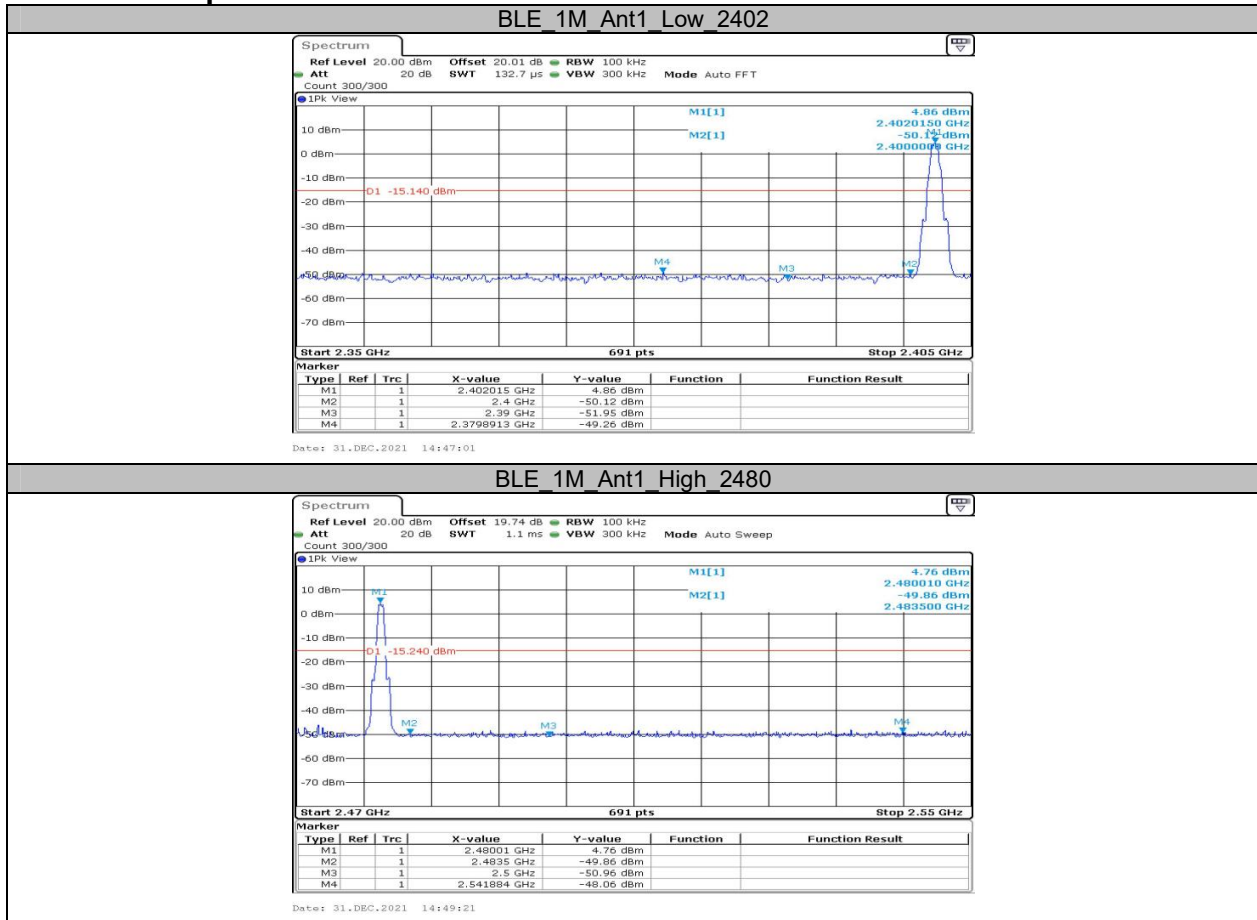 BLE_1M_Ant1_Low_2402
Spectrum
Ref Level 20.00 dBm Offset 20.01 dB RBW 100 kHz
Att 20 dB SWT 132.7 µs VBW 300 kHz Mode Auto FFT
Count 300/300
1Pk View
M1[1] 4.86 dBm
2.4020150 GHz
M2[1] -50.12 dBm
2.4000000 GHz
M1
10 dBm
0 dBm
-10 dBm
D1 -15.140 dBm
-20 dBm
-30 dBm
-40 dBm
M4 M3 M2
-50 dBm
-60 dBm
-70 dBm
Start 2.35 GHz 691 pts Stop 2.405 GHz
Marker
Type Ref Trc X-value Y-value Function Function Result
M1 1 2.402015 GHz 4.86 dBm
M2 1 2.4 GHz -50.12 dBm
M3 1 2.39 GHz -51.95 dBm
M4 1 2.3798913 GHz -49.26 dBm
Date: 31.DEC.2021 14:47:01
BLE_1M_Ant1_High_2480
Spectrum
Ref Level 20.00 dBm Offset 19.74 dB RBW 100 kHz
Att 20 dB SWT 1.1 ms VBW 300 kHz Mode Auto Sweep
Count 300/300
1Pk View
M1[1] 4.76 dBm
2.480010 GHz
M2[1] -49.86 dBm
2.483500 GHz
10 dBm
M1
0 dBm
-10 dBm
D1 -15.240 dBm
-20 dBm
-30 dBm
-40 dBm
M2 M3 M4
-50 dBm
-60 dBm
-70 dBm
Start 2.47 GHz 691 pts Stop 2.55 GHz
Marker
Type Ref Trc X-value Y-value Function Function Result
M1 1 2.48001 GHz 4.76 dBm
M2 1 2.4835 GHz -49.86 dBm
M3 1 2.5 GHz -50.96 dBm
M4 1 2.541884 GHz -48.06 dBm
Date: 31.DEC.2021 14:49:21